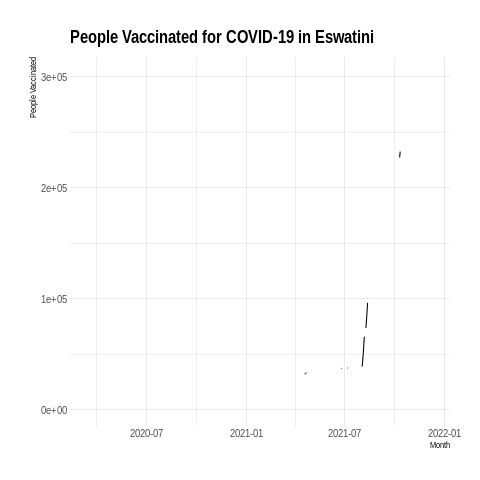 People Vaccinated for COVID-19 in Eswatini
People Vaccinated
3e+05
2e+05
1e+05
0e+00
2020-07
2021-01
2021-07
2022-01
Month